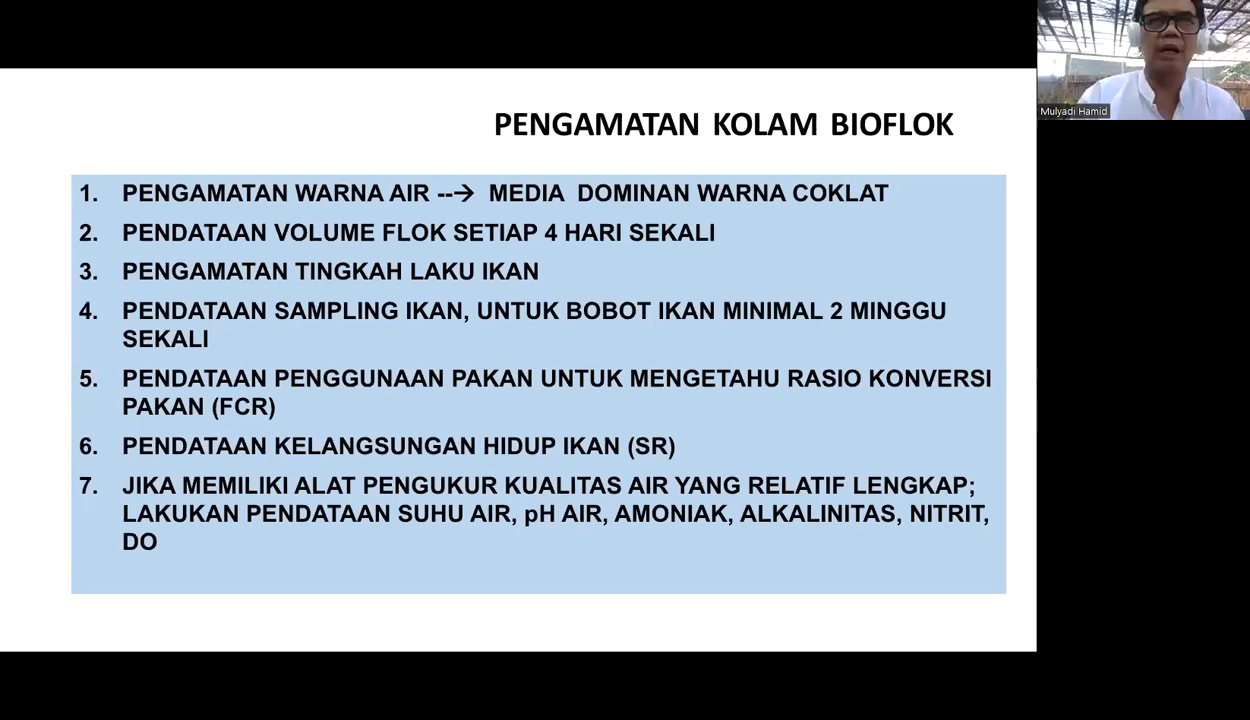 PENGAMATAN KOLAM BIOFLOK
1. PENGAMATAN WARNA AIR --→ MEDIA DOMINAN WARNA COKLAT
2. PENDATAAN VOLUME FLOK SETIAP 4 HARI SEKALI
3. PENGAMATAN TINGKAH LAKU IKAN
4. PENDATAAN SAMPLING IKAN, UNTUK BOBOT IKAN MINIMAL 2 MINGGU
SEKALI
5. PENDATAAN PENGGUNAAN PAKAN UNTUK MENGETAHU RASIO KONVERSI
PAKAN (FCR)
6. PENDATAAN KELANGSUNGAN HIDUP IKAN (SR)
7. JIKA MEMILIKI ALAT PENGUKUR KUALITAS AIR YANG RELATIF LENGKAP;
LAKUKAN PENDATAAN SUHU AIR, pH AIR, AMONIAK, ALKALINITAS, NITRIT,
DO
Mulyadi Hamid